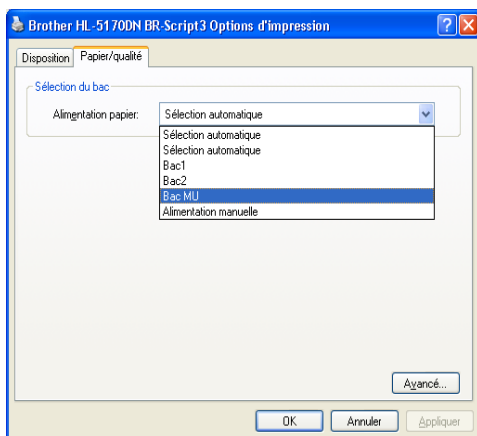 Brother HL-5170DN BR-Script3 Options d'impression
Disposition
Papier/qualité
Sélection du bac
Alimentation papier:
Sélection automatique
Sélection automatique
Sélection automatique
Bac1
Bac2
Bac MU
Alimentation manuelle
Avancé...
OK
Annuler
Appliquer